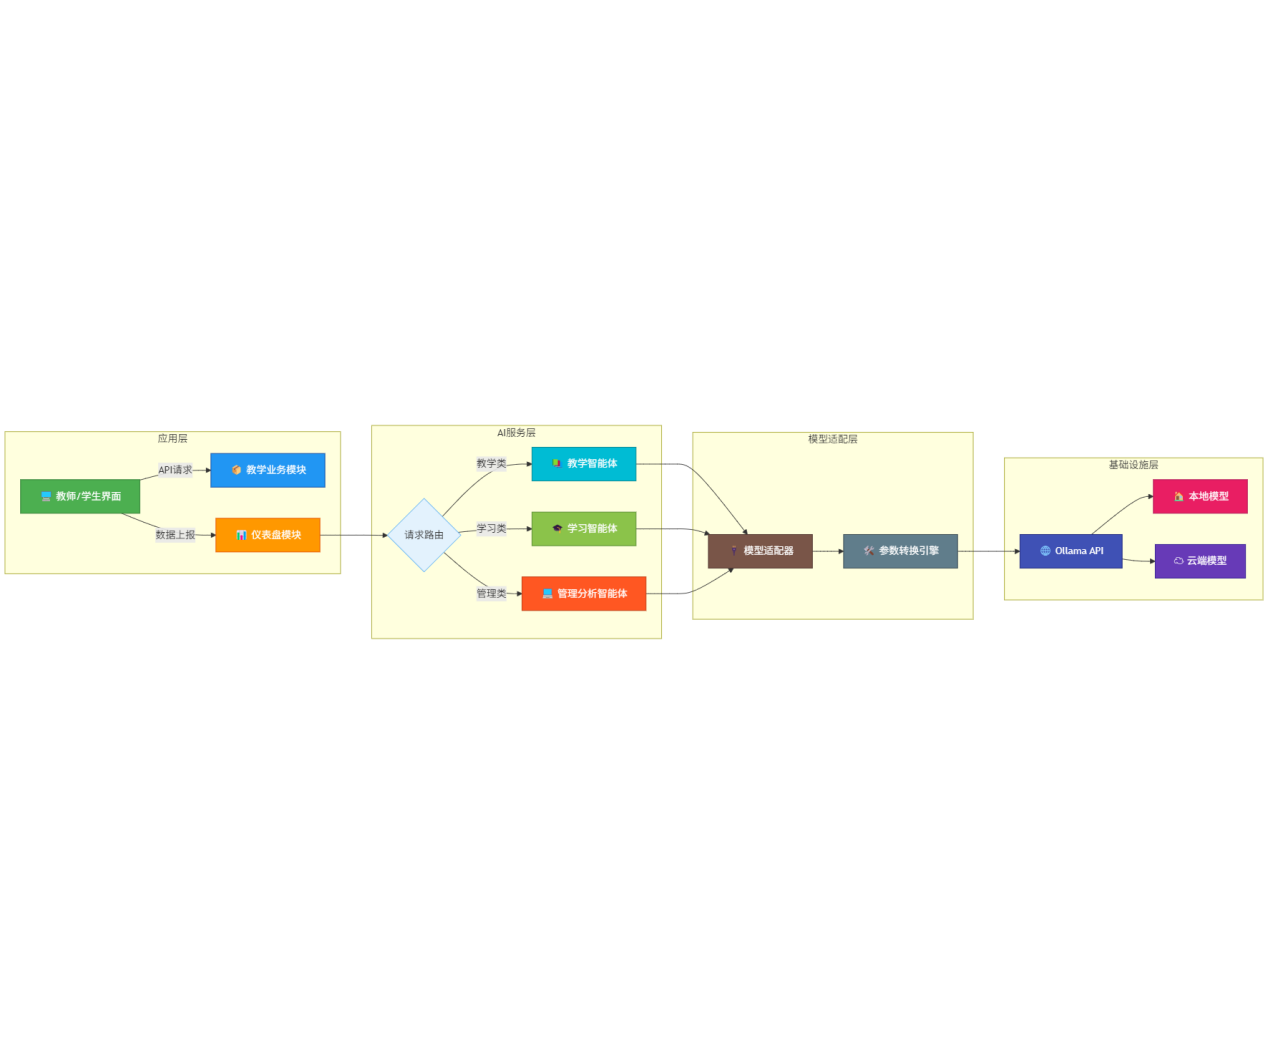 应用层
教师/学生界面
API请求
数据上报
教学业务模块
仪表盘模块
AI服务层
请求路由
教学类
学习类
管理类
教学智能体
学习智能体
管理分析智能体
模型适配层
模型适配器
参数转换引擎
基础设施层
Ollama API
本地模型
云端模型